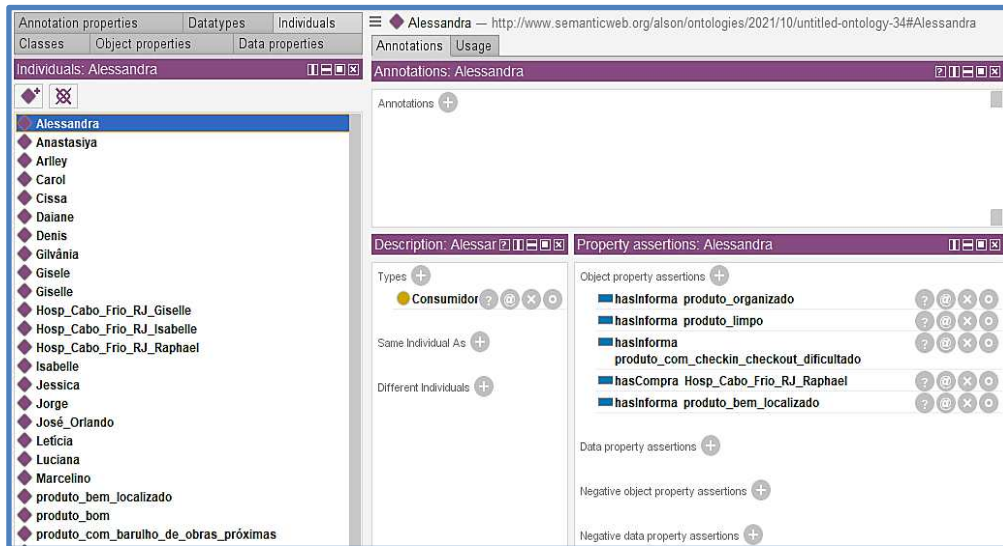 Annotation properties Datatypes Individuals
Classes Object properties Data properties
Individuals: Alessandra
Alessandra
Anastasiya
Arlley
Carol
Cissa
Daiane
Denis
Gilvânia
Gisele
Giselle
Hosp_Cabo_Frio_RJ_Giselle
Hosp_Cabo_Frio_RJ_Isabelle
Hosp_Cabo_Frio_RJ_Raphael
Isabelle
Jessica
Jorge
José_Orlando
Letícia
Luciana
Marcelino
produto_bem_localizado
produto_bom
produto_com_barulho_de_obras_próximas
Alessandra — http://www.semanticweb.org/alson/ontologies/2021/10/untitled-ontology-34#Alessandra
Annotations Usage
Annotations: Alessandra
Annotations
Description: Alessar
Types
Consumidor
Same Individual As
Different Individuals
Property assertions: Alessandra
Object property assertions
hasInforma produto_organizado
hasInforma produto_limpo
hasInforma
produto_com_checkin_checkout_dificultado
hasCompra Hosp_Cabo_Frio_RJ_Raphael
hasInforma produto_bem_localizado
Data property assertions
Negative object property assertions
Negative data property assertions